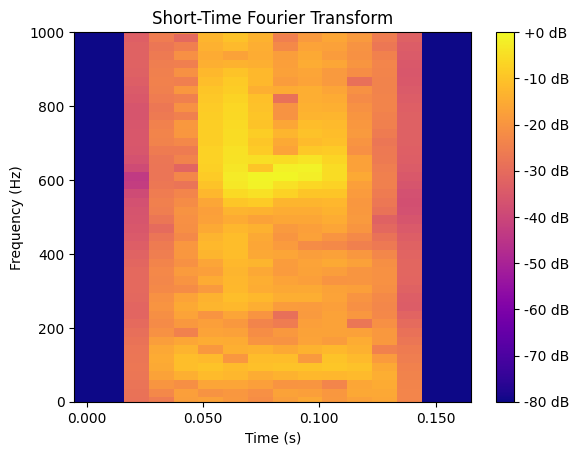 Short-Time Fourier Transform
1000
800
600
400
200
0
Frequency (Hz)
0.000
0.050
0.100
0.150
Time (s)
+0 dB
-10 dB
-20 dB
-30 dB
-40 dB
-50 dB
-60 dB
-70 dB
-80 dB